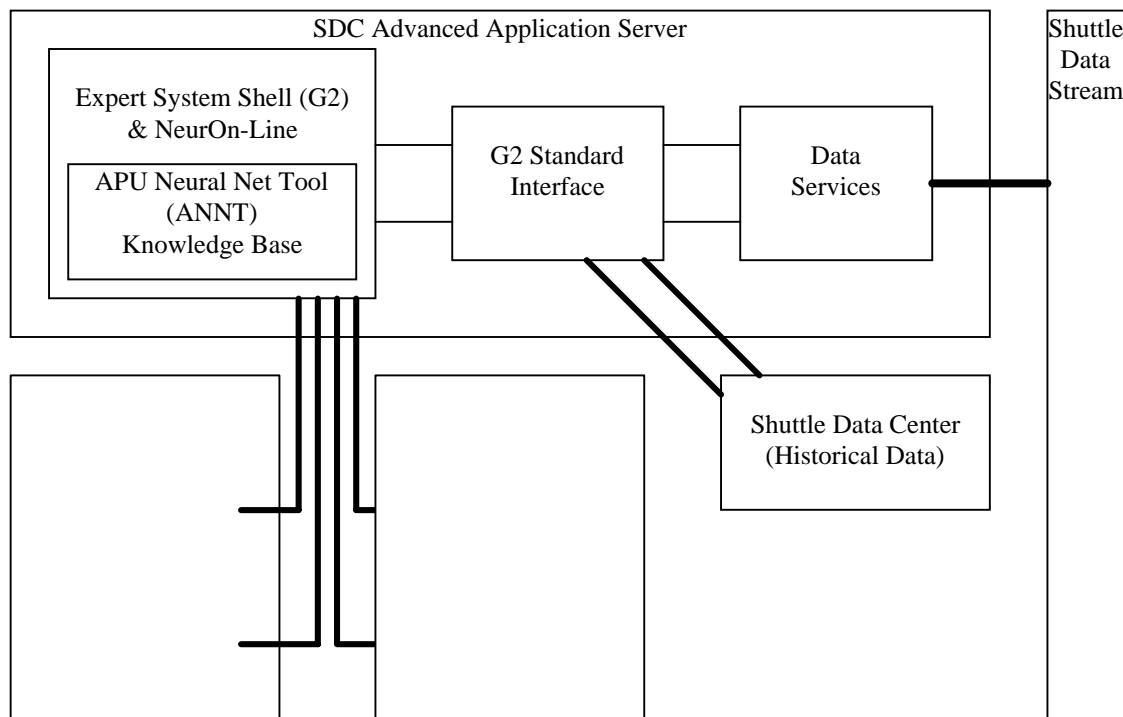 SDC Advanced Application Server
Shuttle
Data
Stream
Expert System Shell (G2)
& NeurOn-Line
APU Neural Net Tool
(ANNT)
Knowledge Base
G2 Standard
Interface
Data
Services
Shuttle Data Center
(Historical Data)